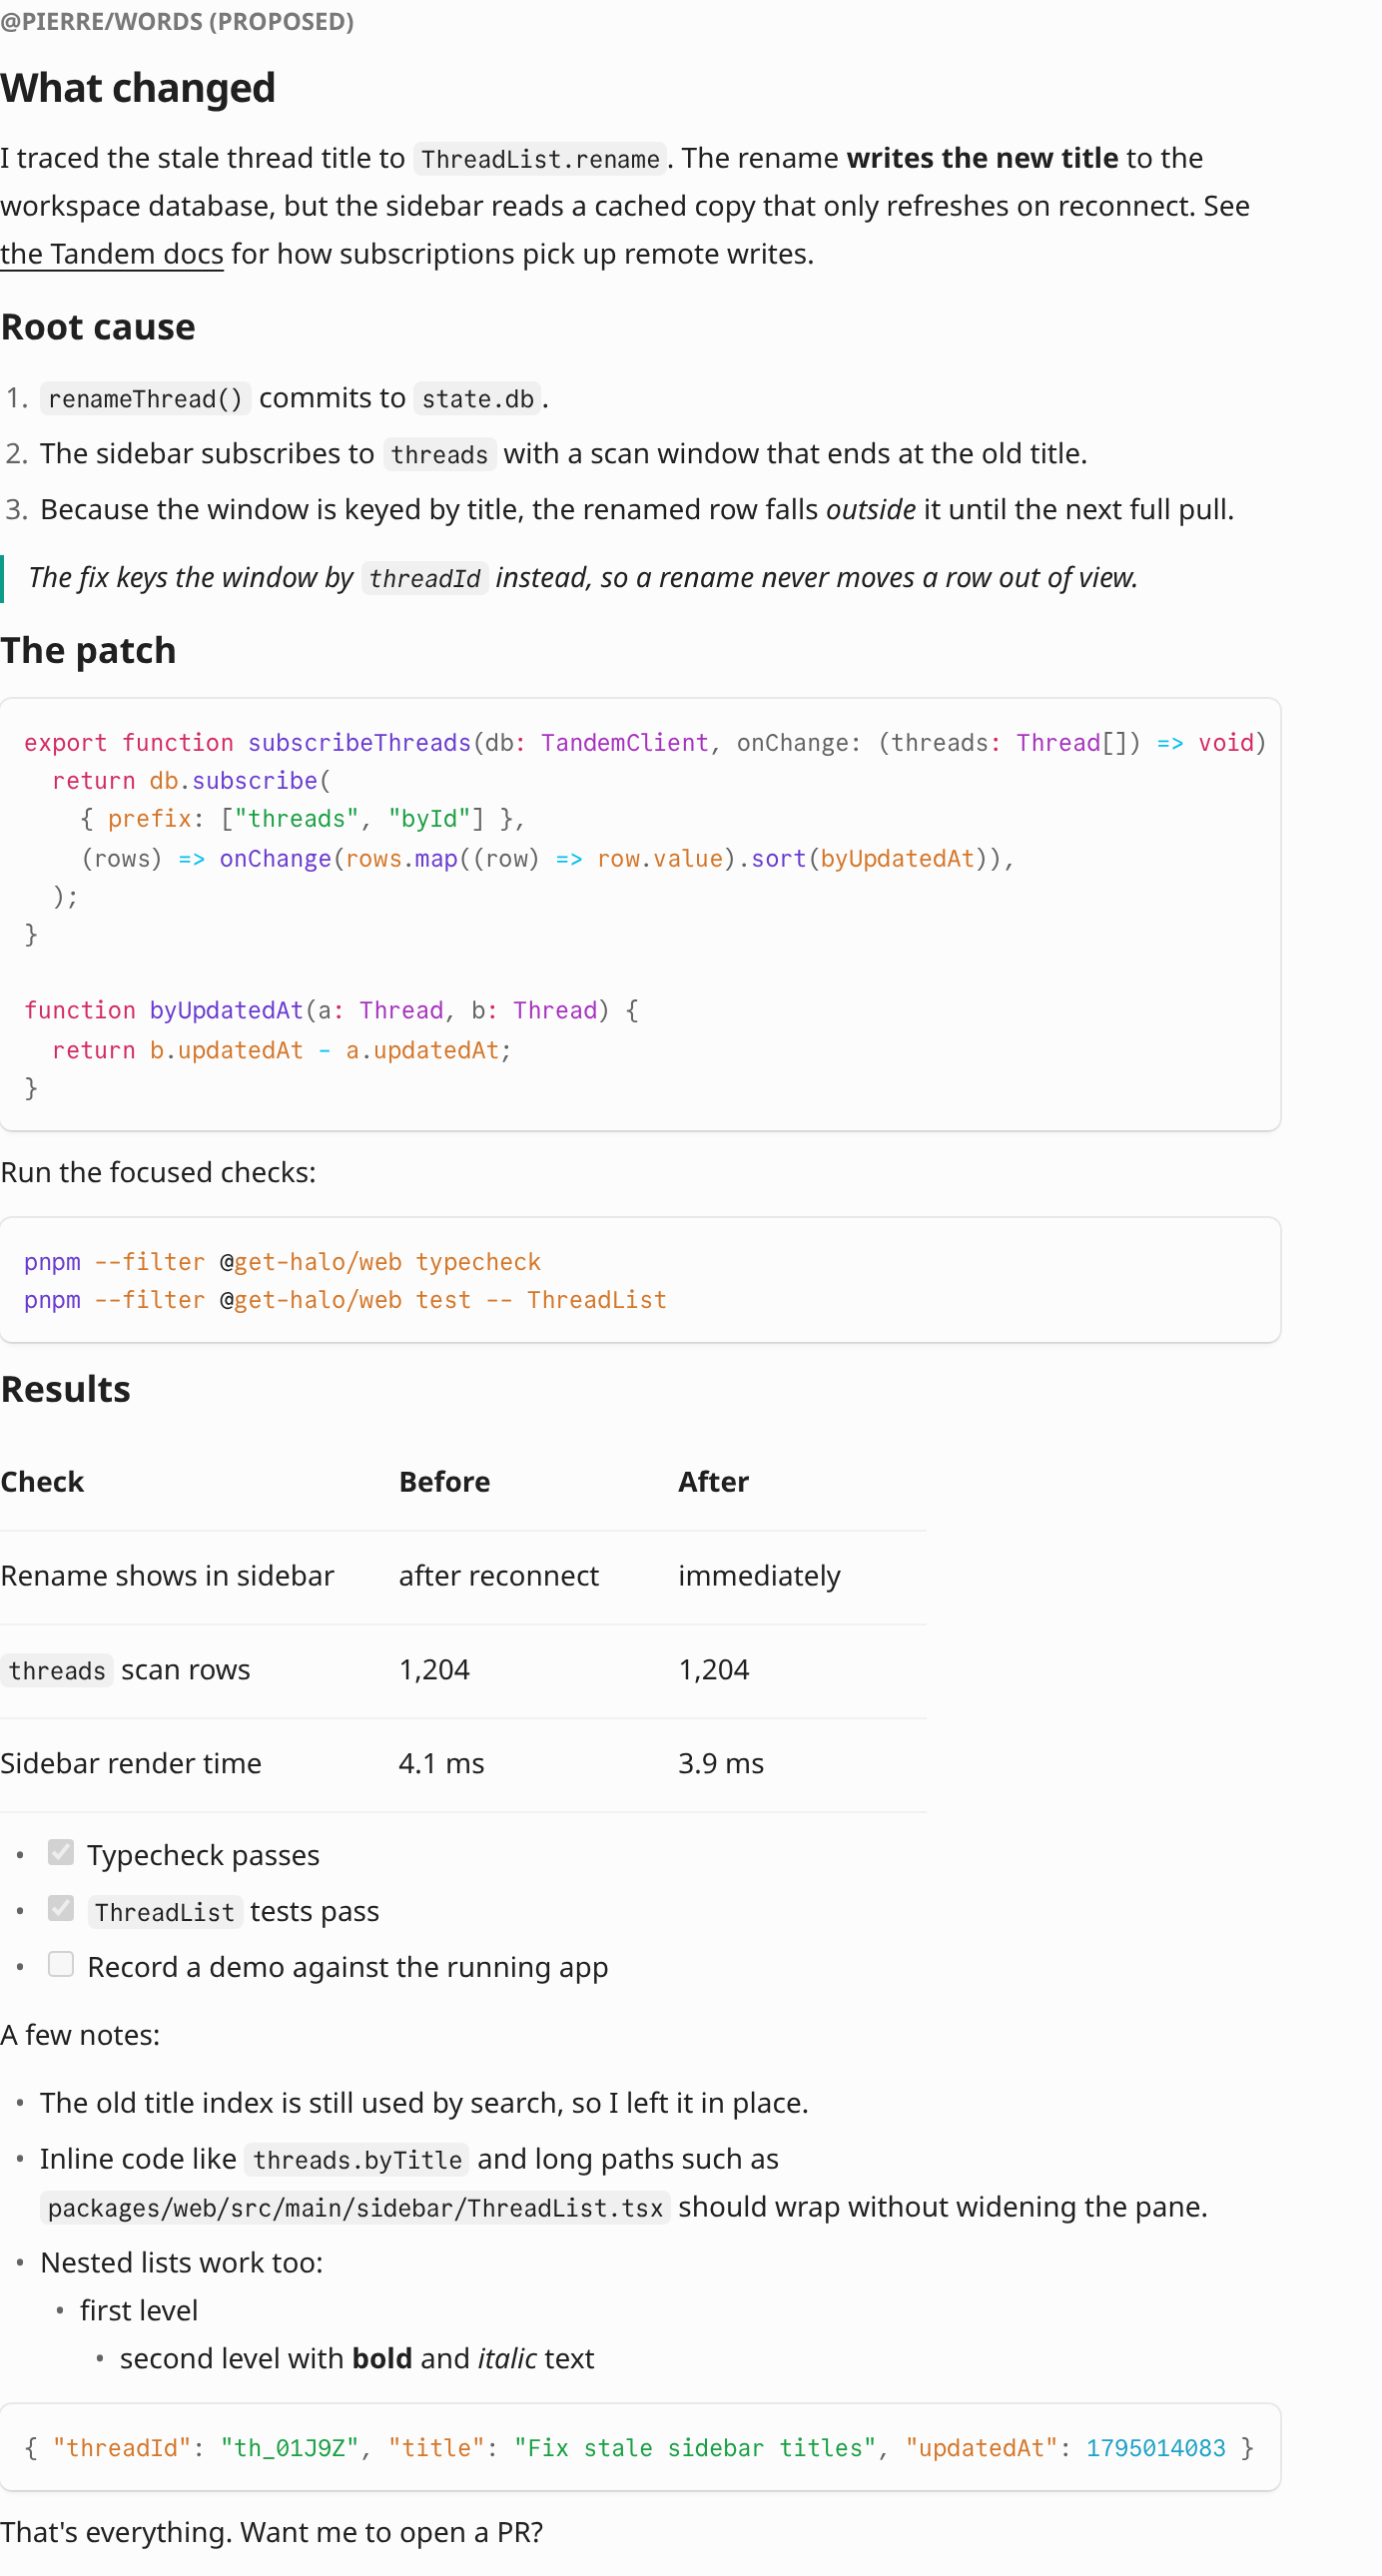 @PIERRE/WORDS (PROPOSED)
What changed
I traced the stale thread title to ThreadList.rename. The rename writes the new title to the
workspace database, but the sidebar reads a cached copy that only refreshes on reconnect. See
the Tandem docs for how subscriptions pick up remote writes.
Root cause
1. renameThread() commits to state.db.
2. The sidebar subscribes to threads with a scan window that ends at the old title.
3. Because the window is keyed by title, the renamed row falls outside it until the next full pull.
The fix keys the window by threadId instead, so a rename never moves a row out of view.
The patch
export function subscribeThreads(db: TandemClient, onChange: (threads: Thread[]) => void)
  return db.subscribe(
    { prefix: ["threads", "byId"] },
    (rows) => onChange(rows.map((row) => row.value).sort(byUpdatedAt)),
  );
}
function byUpdatedAt(a: Thread, b: Thread) {
  return b.updatedAt - a.updatedAt;
}
Run the focused checks:
pnpm --filter @get-halo/web typecheck
pnpm --filter @get-halo/web test -- ThreadList
Results
Check Before After
Rename shows in sidebar after reconnect immediately
threads scan rows 1,204 1,204
Sidebar render time 4.1 ms 3.9 ms
• Typecheck passes
• ThreadList tests pass
• Record a demo against the running app
A few notes:
• The old title index is still used by search, so I left it in place.
• Inline code like threads.byTitle and long paths such as
packages/web/src/main/sidebar/ThreadList.tsx should wrap without widening the pane.
• Nested lists work too:
• first level
• second level with bold and italic text
{ "threadId": "th_01J9Z", "title": "Fix stale sidebar titles", "updatedAt": 1795014083 }
That's everything. Want me to open a PR?